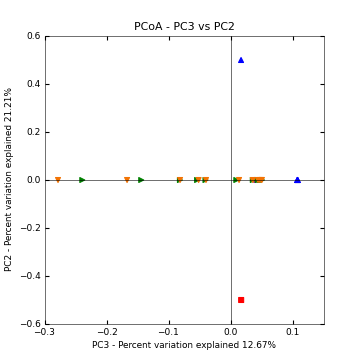 PCoA - PC3 vs PC2
0.6
0.4
0.2
0.0
−0.2
−0.4
−0.6
−0.3 −0.2 −0.1 0.0 0.1
PC2 - Percent variation explained 21.21%
PC3 - Percent variation explained 12.67%